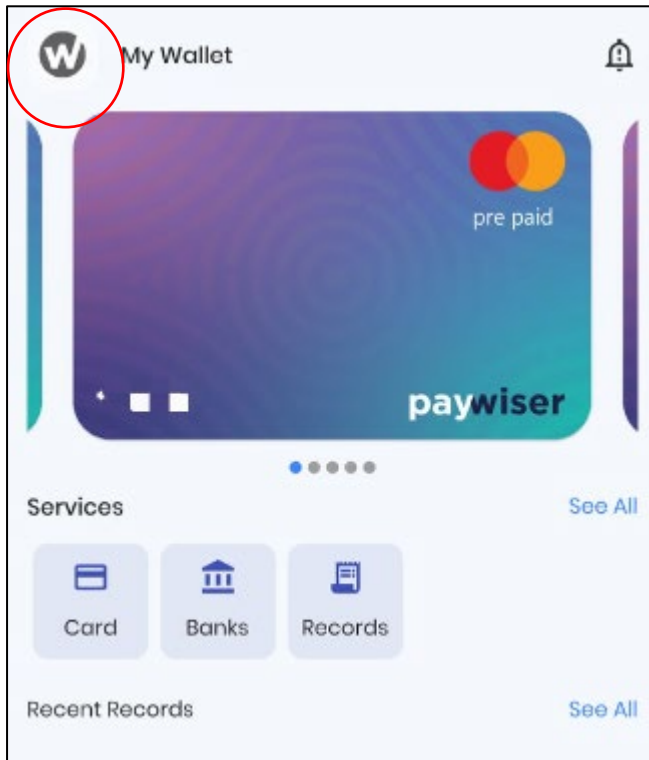 W My Wallet
pre paid
paywiser
Services See All
Card Banks Records
Recent Records See All